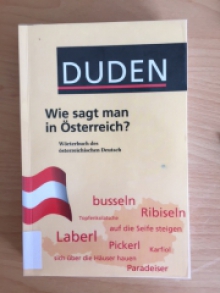 DUDEN
Wie sagt man
in Österreich?
Wörterbuch des
österreichischen Deutsch
busseln
Ribiseln
Topfenkolatsche
auf die Seife steigen
Laberl
Pickerl
Karfiol
sich über die Häuser hauen
Paradeiser